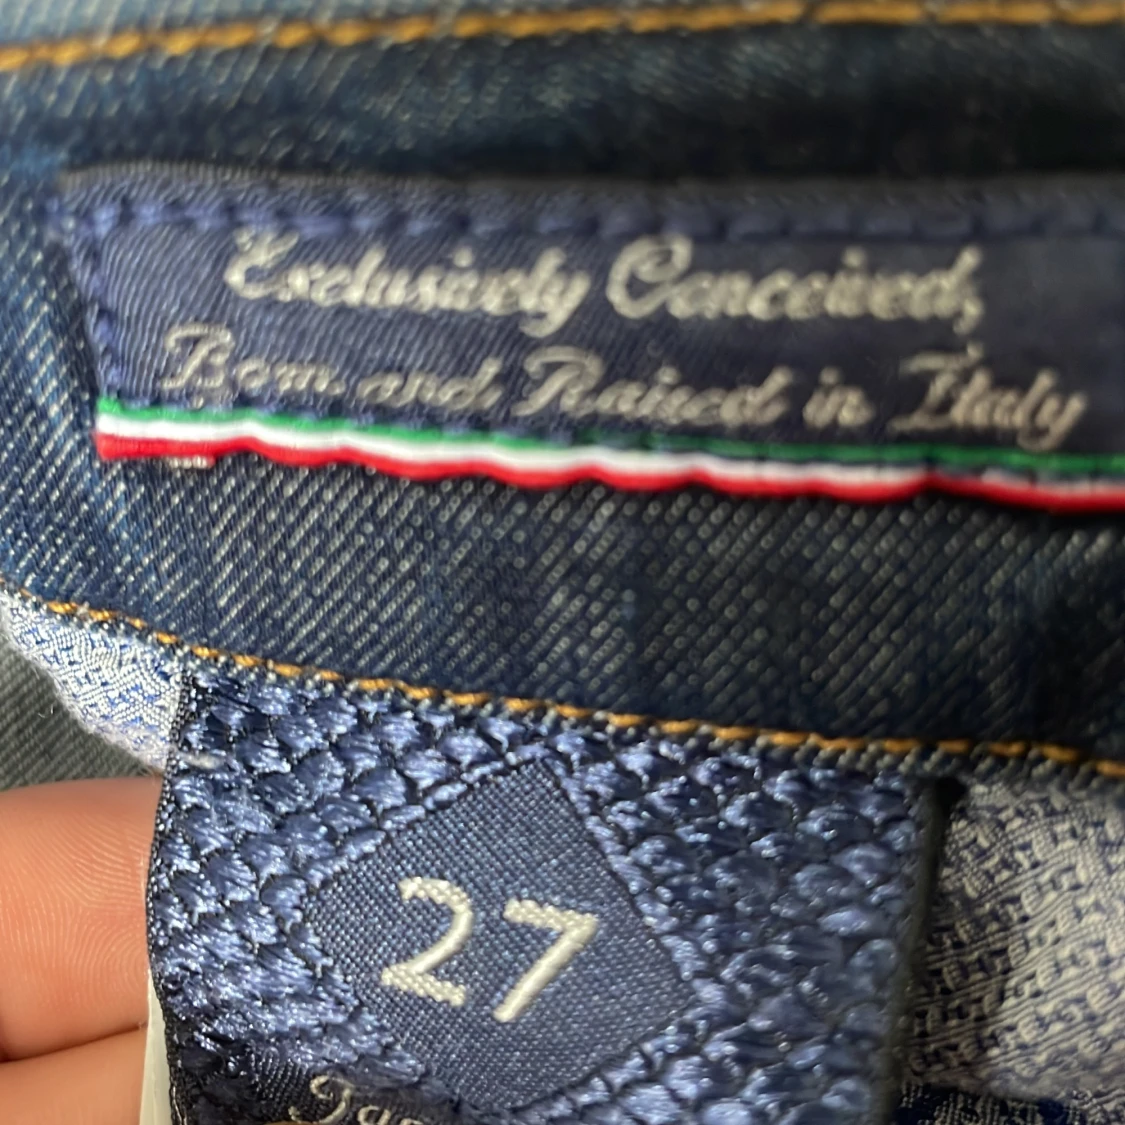 Exclusively Conceived,
Born and Raised in Italy
27